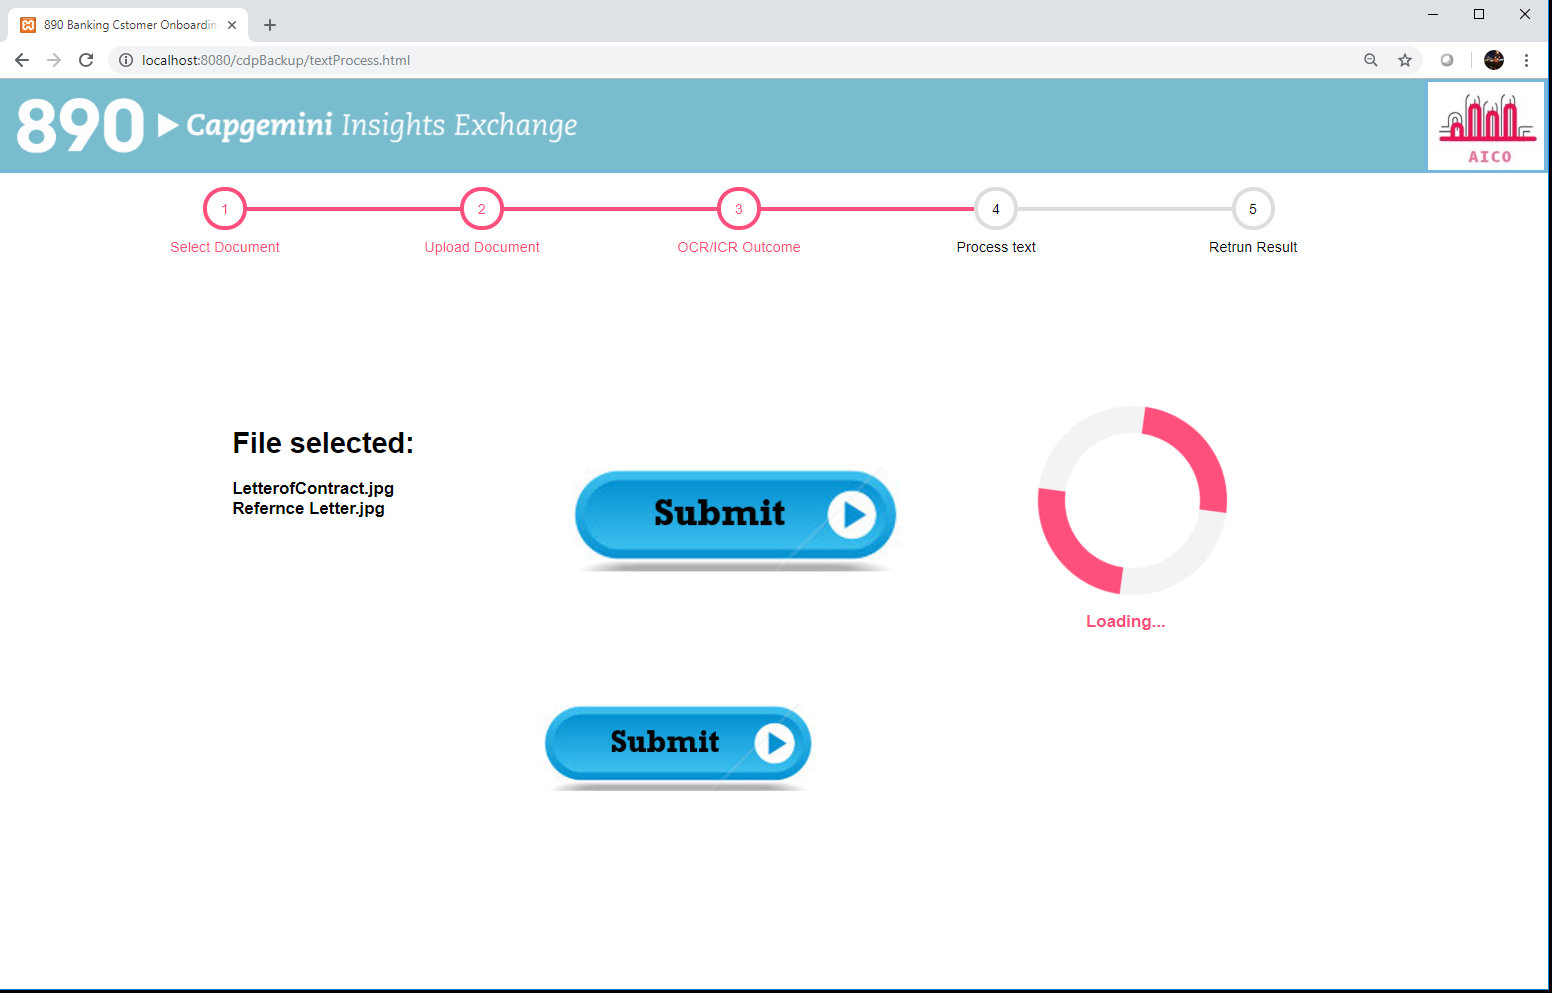 890 Banking Cstomer Onboardin
localhost:8080/cdpBackup/textProcess.html
890 Capgemini Insights Exchange
AICO
1 2 3 4 5
Select Document Upload Document OCR/ICR Outcome Process text Retrun Result
File selected:
LetterofContract.jpg
Refernce Letter.jpg
Submit
Loading...
Submit